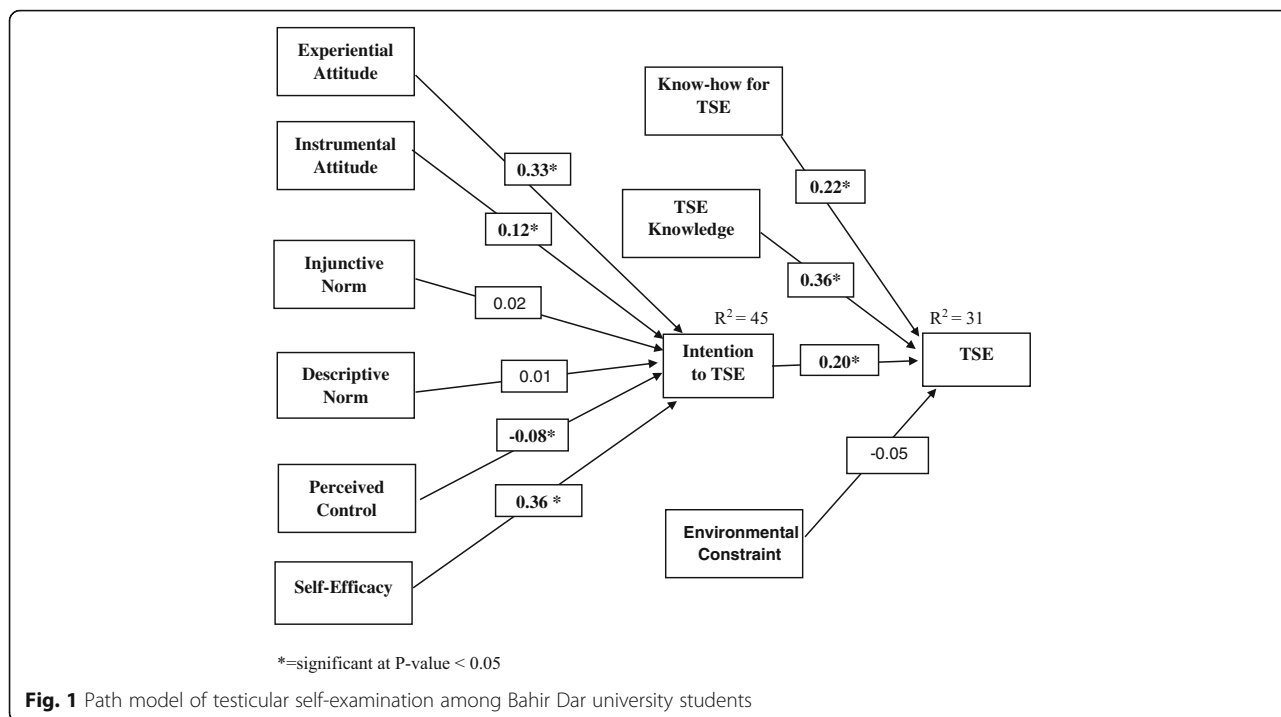 Experiential
Attitude
Know-how for
TSE
Instrumental
Attitude
0.33*
0.22*
TSE
Knowledge
0.12*
Injunctive
Norm
0.36*
0.02
R² = 45
R² = 31
Intention
to TSE
0.20*
TSE
Descriptive
Norm
0.01
-0.08*
-0.05
Perceived
Control
0.36 *
Environmental
Constraint
Self-Efficacy
*=significant at P-value < 0.05
Fig. 1 Path model of testicular self-examination among Bahir Dar university students